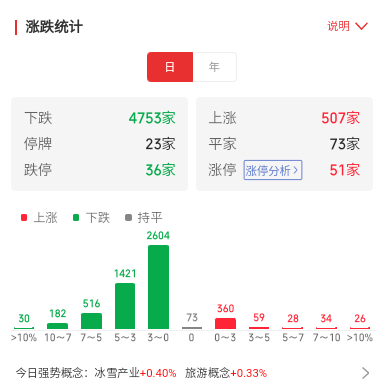 涨跌统计 说明
日 年
下跌 4753家 上涨 507家
停牌 23家 平家 73家
跌停 36家 涨停 涨停分析 51家
上涨 下跌 持平
30 182 516 1421 2604 73 360 59 28 34 26
>10% 10～7 7～5 5～3 3～0 0 0～3 3～5 5～7 7～10 >10%
今日强势概念：冰雪产业+0.40% 旅游概念+0.33%